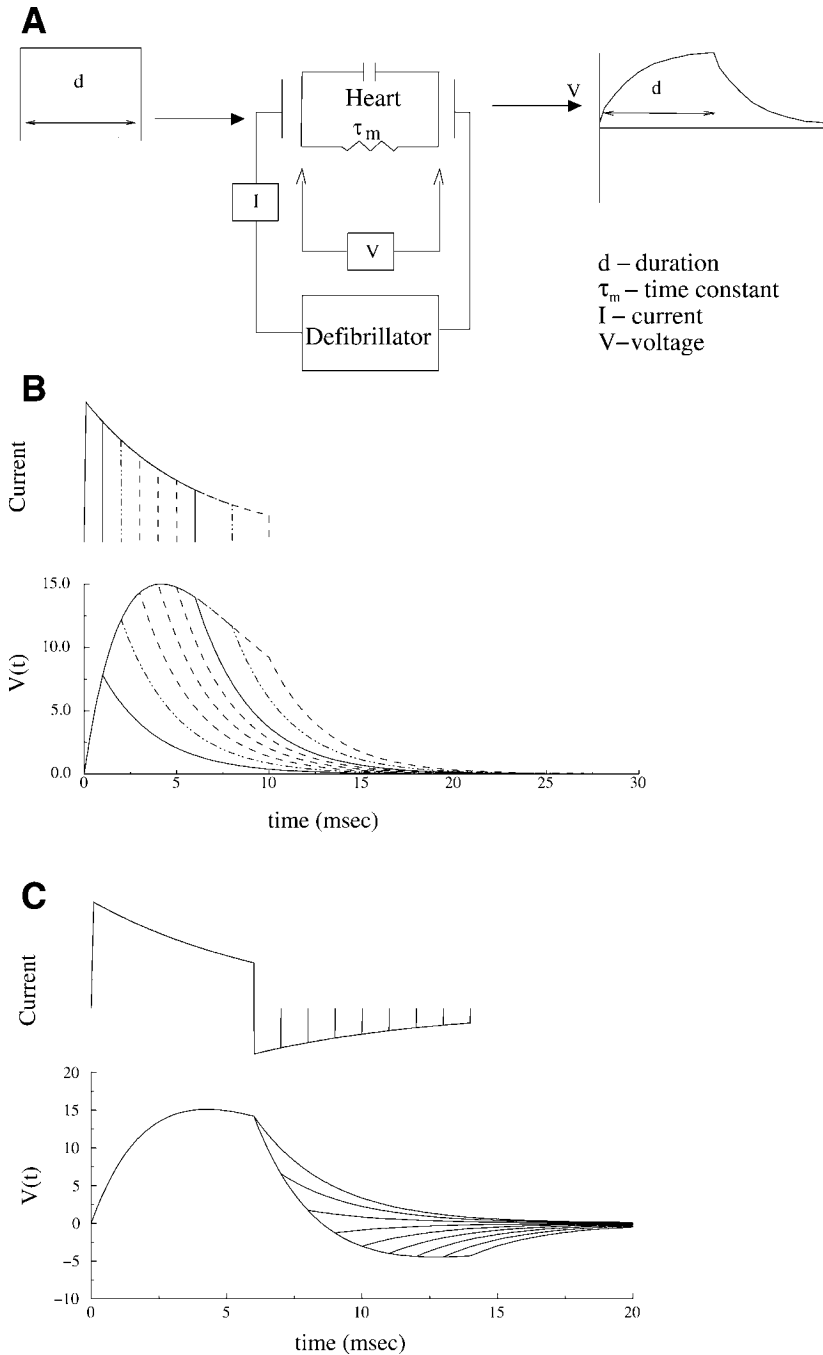 A
d
Heart
τm
I
V
Defibrillator
V
d
d – duration
τm – time constant
I – current
V–voltage
B
Current
15.0
10.0
5.0
0.0
V(t)
0 5 10 15 20 25 30
time (msec)
C
Current
20
15
10
5
0
−5
−10
V(t)
0 5 10 15 20
time (msec)